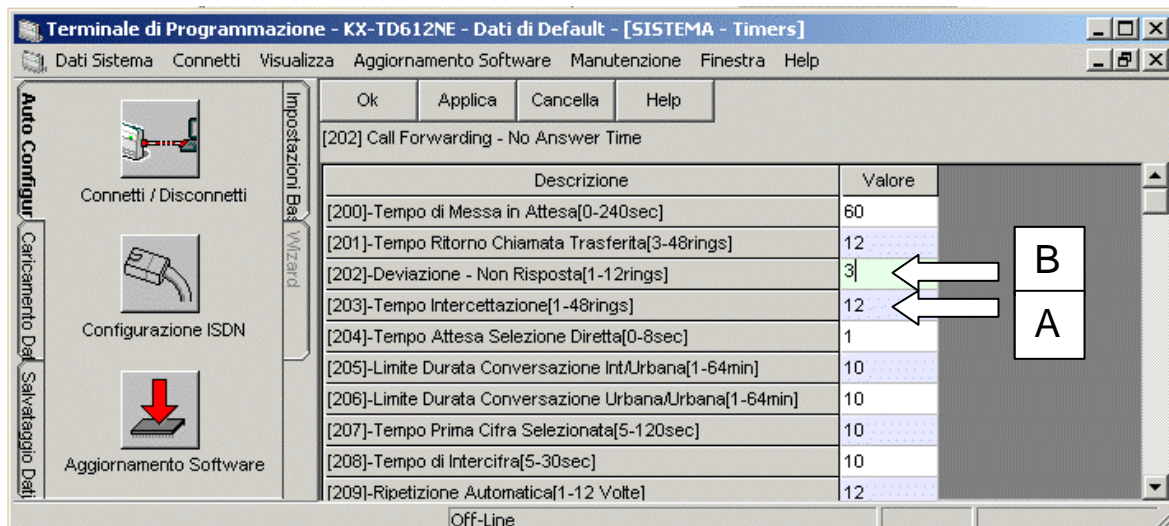 Terminale di Programmazione - KX-TD612NE - Dati di Default - [SISTEMA - Timers]
Dati Sistema Connetti Visualizza Aggiornamento Software Manutenzione Finestra Help
Auto Configur
Caricamento Dat
Salvataggio Dati
Connetti / Disconnetti
Configurazione ISDN
Aggiornamento Software
Impostazioni Bas
Wizard
Ok Applica Cancella Help
[202] Call Forwarding - No Answer Time
Descrizione Valore
[200]-Tempo di Messa in Attesa[0-240sec] 60
[201]-Tempo Ritorno Chiamata Trasferita[3-48rings] 12
[202]-Deviazione - Non Risposta[1-12rings] 3
[203]-Tempo Intercettazione[1-48rings] 12
[204]-Tempo Attesa Selezione Diretta[0-8sec] 1
[205]-Limite Durata Conversazione Int/Urbana[1-64min] 10
[206]-Limite Durata Conversazione Urbana/Urbana[1-64min] 10
[207]-Tempo Prima Cifra Selezionata[5-120sec] 10
[208]-Tempo di Intercifra[5-30sec] 10
[209]-Ripetizione Automatica[1-12 Volte] 12
B
A
Off-Line